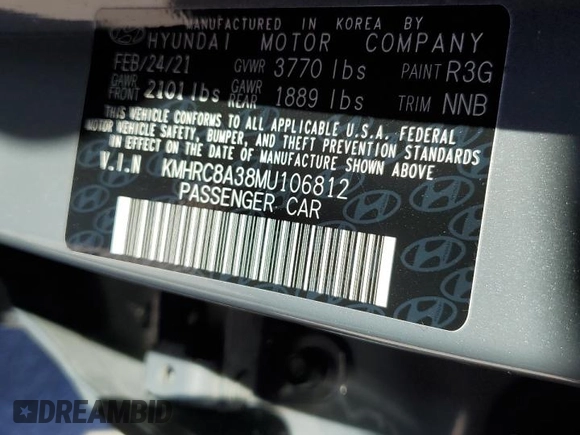 MANUFACTURED IN KOREA BY
HYUNDAI MOTOR COMPANY
FEB/24/21 GVWR 3770 lbs PAINT R3G
GAWR FRONT 2101 lbs GAWR REAR 1889 lbs TRIM NNB
THIS VEHICLE CONFORMS TO ALL APPLICABLE U.S.A. FEDERAL
MOTOR VEHICLE SAFETY, BUMPER, AND THEFT PREVENTION STANDARDS
IN EFFECT ON THE DATE OF MANUFACTURE SHOWN ABOVE
V.I.N KMHRC8A38MU106812
PASSENGER CAR
DREAMBID